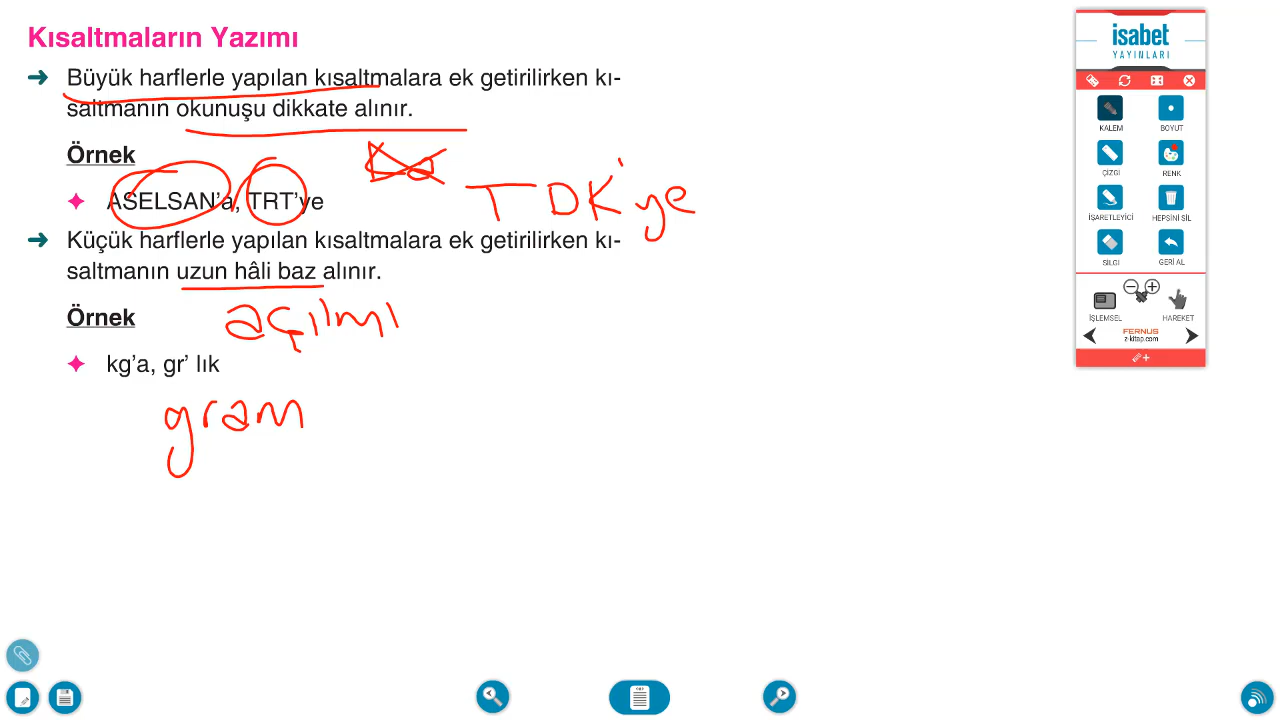 Kısaltmaların Yazımı
➔ Büyük harflerle yapılan kısaltmalara ek getirilirken kı-
saltmanın okunuşu dikkate alınır.
Örnek
✦ ASELSAN'a, TRT'ye
TDK'ye
➔ Küçük harflerle yapılan kısaltmalara ek getirilirken kı-
saltmanın uzun hâli baz alınır.
açılmı
Örnek
✦ kg'a, gr' lık
gram
isabet
YAYINLARI
KALEM BOYUT
ÇİZGİ RENK
İŞARETLEYİCİ HEPSİNİ SİL
SİLGİ GERİ AL
İŞLEMSEL HAREKET
FERNUS
z-kitap.com